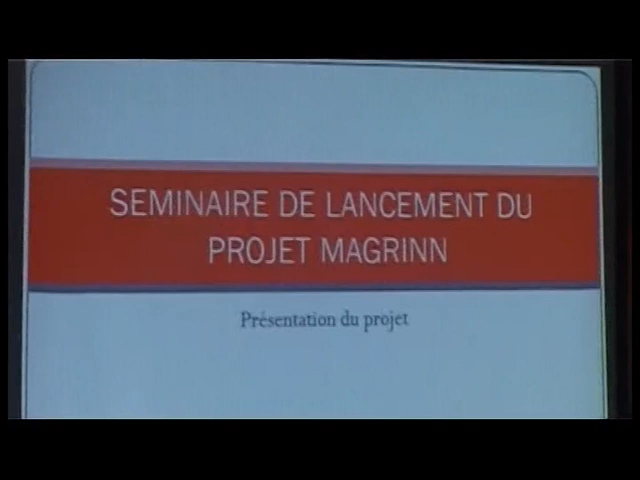 SEMINAIRE DE LANCEMENT DU
PROJET MAGRINN
Présentation du projet